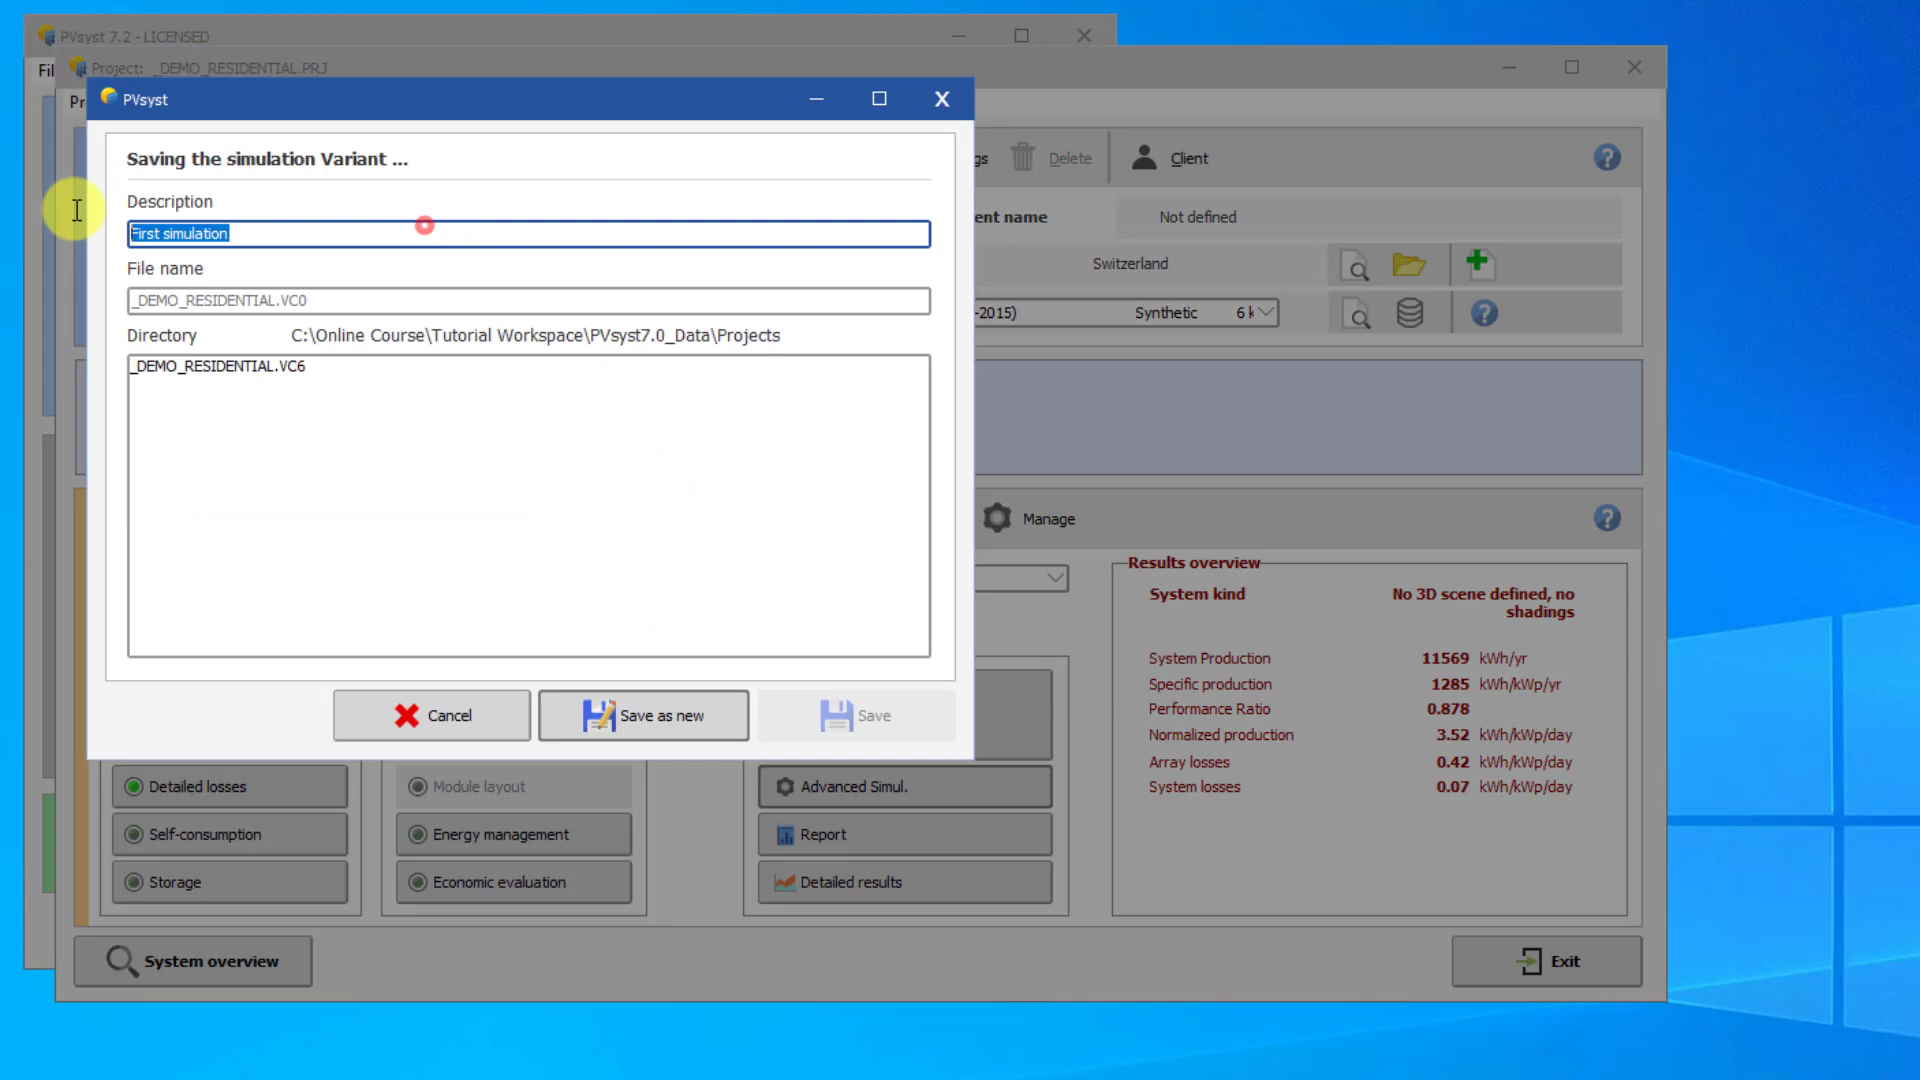 PVsyst 7.2 - LICENSED
Fil
Project: _DEMO_RESIDENTIAL.PRJ
Pr
PVsyst
Saving the simulation Variant ...
Description
First simulation
File name
_DEMO_RESIDENTIAL.VC0
Directory C:\Online Course\Tutorial Workspace\PVsyst7.0_Data\Projects
_DEMO_RESIDENTIAL.VC6
Cancel
Save as new
Save
gs
Delete
Client
ent name Not defined
Switzerland
-2015) Synthetic 6 k
Manage
Results overview
System kind No 3D scene defined, no
shadings
System Production 11569 kWh/yr
Specific production 1285 kWh/kWp/yr
Performance Ratio 0.878
Normalized production 3.52 kWh/kWp/day
Array losses 0.42 kWh/kWp/day
System losses 0.07 kWh/kWp/day
Detailed losses
Self-consumption
Storage
Module layout
Energy management
Economic evaluation
Advanced Simul.
Report
Detailed results
System overview
Exit